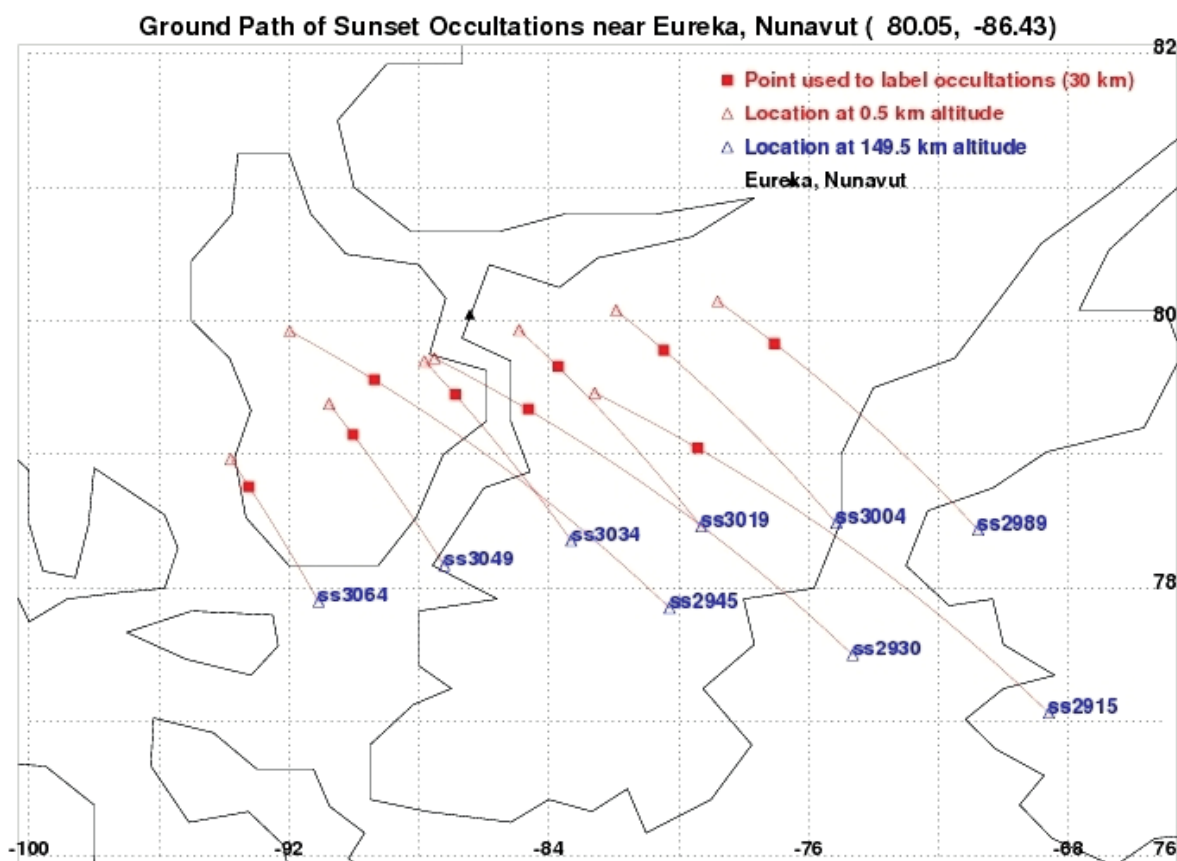 Ground Path of Sunset Occultations near Eureka, Nunavut ( 80.05, -86.43)
82
Point used to label occultations (30 km)
Location at 0.5 km altitude
Location at 149.5 km altitude
Eureka, Nunavut
80
ss3019
ss3004
ss2989
ss3034
ss3049
ss3064
ss2945
78
ss2930
ss2915
-100
-92
-84
-76
-68
76